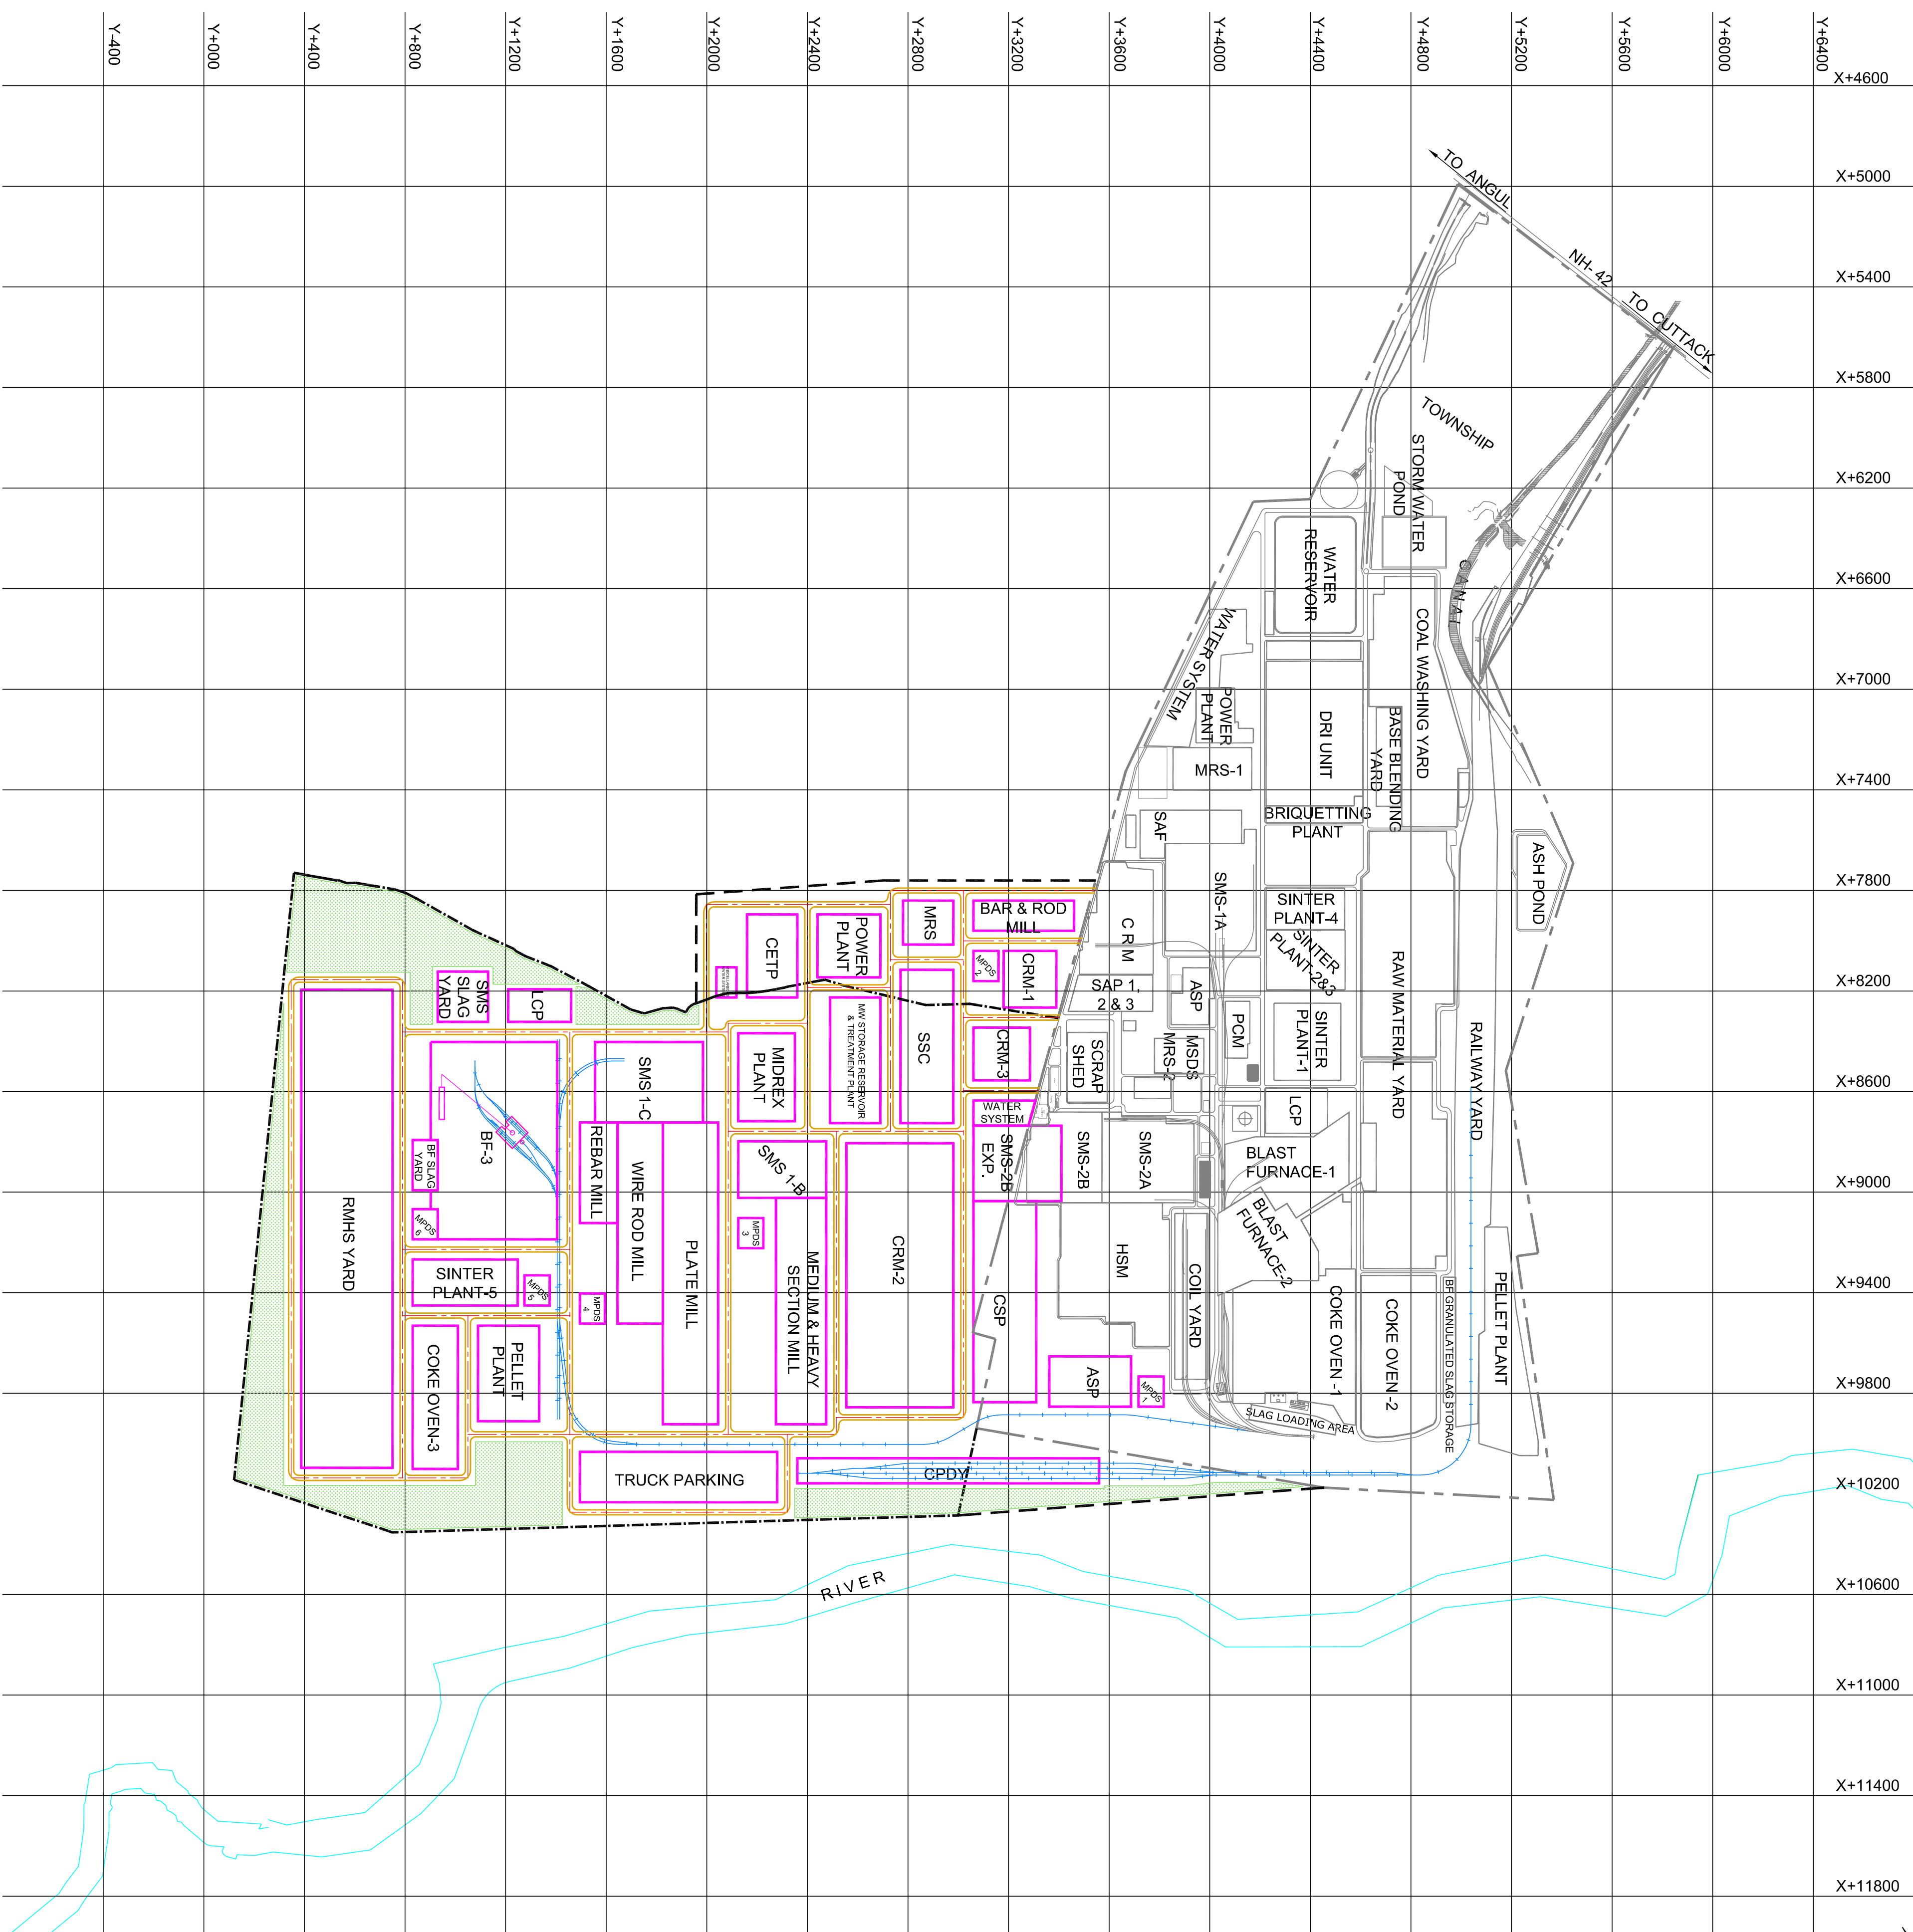 Y-400
Y+000
Y+400
Y+800
Y+1200
Y+1600
Y+2000
Y+2400
Y+2800
Y+3200
Y+3600
Y+4000
Y+4400
Y+4800
Y+5200
Y+5600
Y+6000
Y+6400
X+4600
X+5000
X+5400
X+5800
X+6200
X+6600
X+7000
X+7400
X+7800
X+8200
X+8600
X+9000
X+9400
X+9800
X+10200
X+10600
X+11000
X+11400
X+11800
TO ANGUL
NH-42
TO CUTTACK
TOWNSHIP
STORM WATER
POND
WATER
RESERVOIR
CANAL
WATER SYSTEM
COAL WASHING YARD
POWER
PLANT
DRI UNIT
BASE BLENDING
YARD
MRS-1
BRIQUETTING
PLANT
SAF
ASH POND
SMS-1A
SINTER
PLANT-4
C R M
SINTER
PLANT-2&3
RAW MATERIAL YARD
SAP 1,
2 & 3
ASP
PCM
SINTER
PLANT-1
RAILWAY YARD
SCRAP
SHED
MSDS
MRS-2
LCP
SMS-2B
SMS-2A
BLAST
FURNACE-1
BLAST
FURNACE-2
HSM
COIL YARD
COKE OVEN -1
COKE OVEN -2
BF GRANULATED SLAG STORAGE
PELLET PLANT
SLAG LOADING AREA
BAR & ROD
MILL
MRS
POWER
PLANT
CETP
MPDS
2
CRM-1
SMS
SLAG
YARD
LCP
SSC
MW STORAGE RESERVOIR
& TREATMENT PLANT
MIDREX
PLANT
CRM-3
WATER
SYSTEM
SMS-2B
EXP.
SMS 1-C
REBAR MILL
WIRE ROD MILL
PLATE MILL
BF-3
BF SLAG
YARD
MPDS
6
RMHS YARD
SMS 1-B
MPDS
3
MEDIUM & HEAVY
SECTION MILL
CRM-2
CSP
SINTER
PLANT-5
MPDS
5
MPDS
4
COKE OVEN-3
PELLET
PLANT
ASP
MPDS
1
TRUCK PARKING
CPDY
RIVER